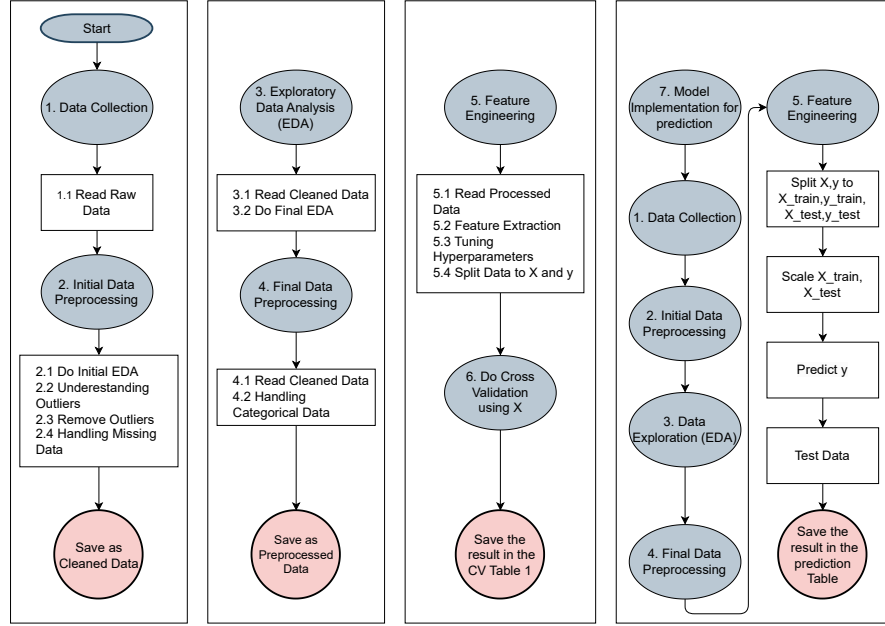 Start
1. Data Collection
1.1 Read Raw
Data
2. Initial Data
Preprocessing
2.1 Do Initial EDA
2.2 Underestanding
Outliers
2.3 Remove Outliers
2.4 Handling Missing
Data
Save as
Cleaned Data
3. Exploratory
Data Analysis
(EDA)
3.1 Read Cleaned Data
3.2 Do Final EDA
4. Final Data
Preprocessing
4.1 Read Cleaned Data
4.2 Handling
Categorical Data
Save as
Preprocessed
Data
5. Feature
Engineering
5.1 Read Processed
Data
5.2 Feature Extraction
5.3 Tuning
Hyperparameters
5.4 Split Data to X and y
6. Do Cross
Validation
using X
Save the
result in the
CV Table 1
7. Model
Implementation for
prediction
1. Data Collection
2. Initial Data
Preprocessing
3. Data
Exploration (EDA)
4. Final Data
Preprocessing
5. Feature
Engineering
Split X,y to
X_train,y_train,
X_test,y_test
Scale X_train,
X_test
Predict y
Test Data
Save the
result in the
prediction
Table